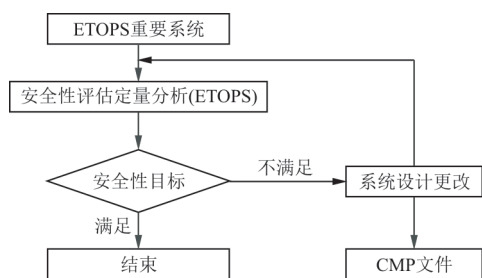 ETOPS重要系统
安全性评估定量分析(ETOPS)
安全性目标
不满足
系统设计更改
满足
结束
CMP文件